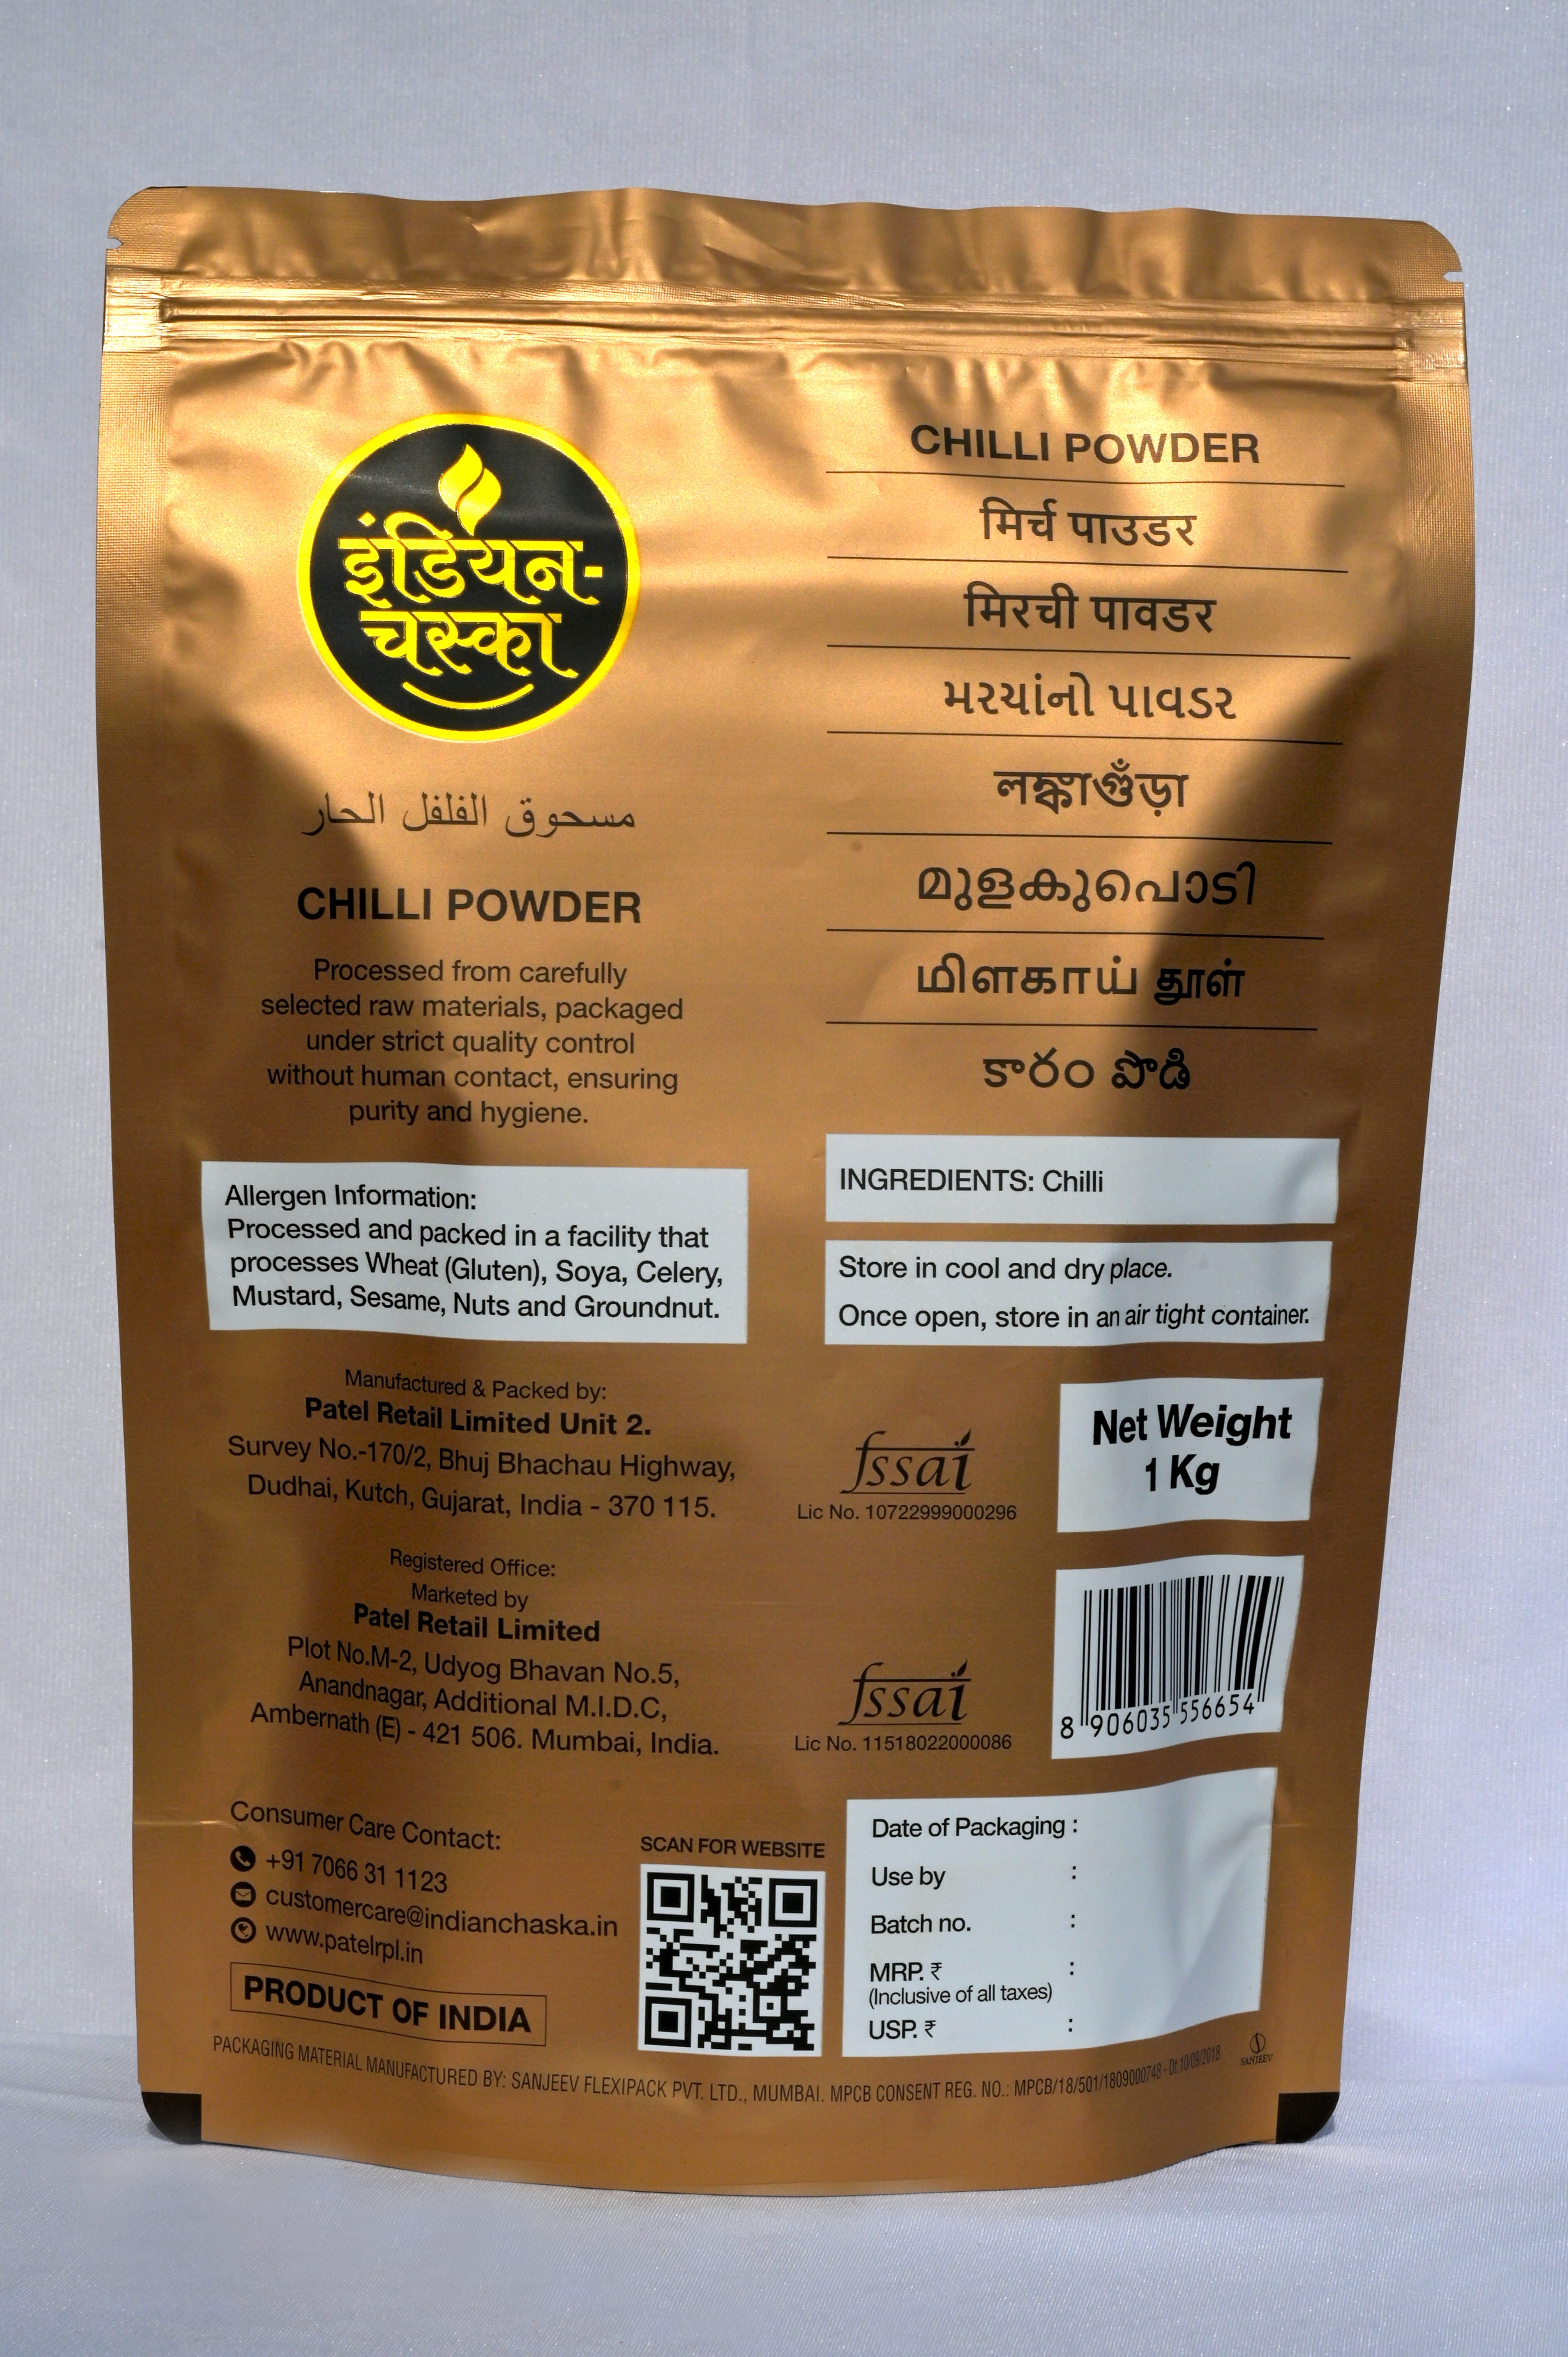 इंडियन-
चस्का
مسحوق الفلفل الحار
CHILLI POWDER
Processed from carefully
selected raw materials, packaged
under strict quality control
without human contact, ensuring
purity and hygiene.
Allergen Information:
Processed and packed in a facility that
processes Wheat (Gluten), Soya, Celery,
Mustard, Sesame, Nuts and Groundnut.
Manufactured & Packed by:
Patel Retail Limited Unit 2.
Survey No.-170/2, Bhuj Bhachau Highway,
Dudhai, Kutch, Gujarat, India - 370 115.
Registered Office:
Marketed by
Patel Retail Limited
Plot No.M-2, Udyog Bhavan No.5,
Anandnagar, Additional M.I.D.C,
Ambernath (E) - 421 506. Mumbai, India.
Consumer Care Contact:
+91 7066 31 1123
customercare@indianchaska.in
www.patelrpl.in
PRODUCT OF INDIA
CHILLI POWDER
मिर्च पाउडर
मिरची पावडर
મરચાંનો પાવડર
লঙ্কাগুঁড়া
മുളകുപൊടി
மிளகாய் தூள்
కారం పొడి
INGREDIENTS: Chilli
Store in cool and dry place.
Once open, store in an air tight container.
fssai
Lic No. 10722999000296
Net Weight
1 Kg
fssai
Lic No. 11518022000086
8 906035 556654
SCAN FOR WEBSITE
Date of Packaging :
Use by :
Batch no. :
MRP. ₹ :
(Inclusive of all taxes)
USP. ₹ :
PACKAGING MATERIAL MANUFACTURED BY: SANJEEV FLEXIPACK PVT. LTD., MUMBAI. MPCB CONSENT REG. NO.: MPCB/18/501/1809000748 - Dt.10/09/2018
SANJEEV